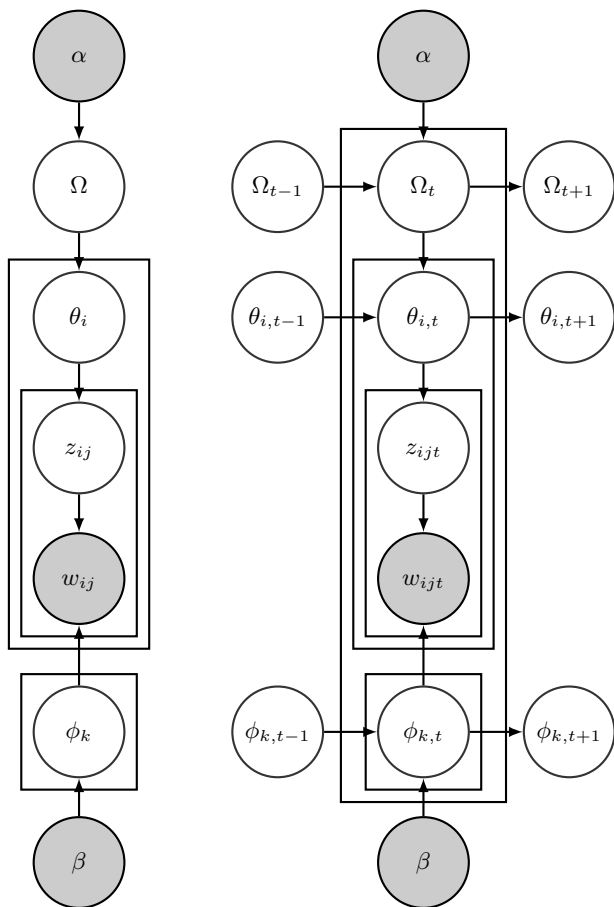 α α
Ω Ω_{t−1} Ω_t Ω_{t+1}
θ_i θ_{i,t−1} θ_{i,t} θ_{i,t+1}
z_{ij} z_{ijt}
w_{ij} w_{ijt}
ϕ_k ϕ_{k,t−1} ϕ_{k,t} ϕ_{k,t+1}
β β